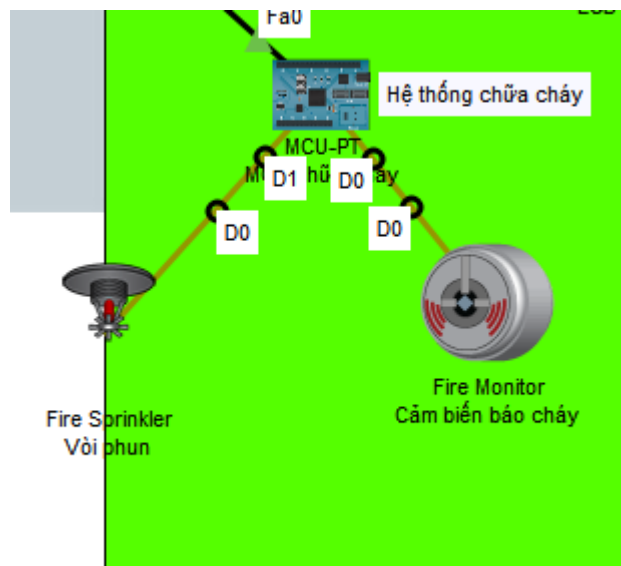 Fa0
Hệ thống chữa cháy
MCU-PT
D1
D0
D0
D0
Fire Sprinkler
Vòi phun
Fire Monitor
Cảm biến báo cháy